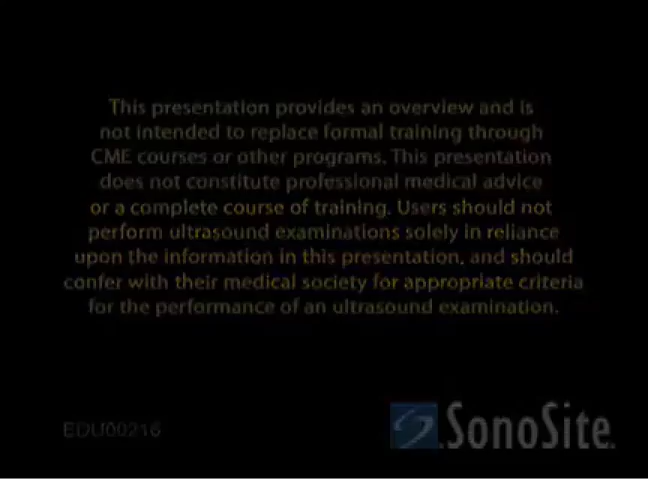 This presentation provides an overview and is
not intended to replace formal training through
CME courses or other programs. This presentation
does not constitute professional medical advice
or a complete course of training. Users should not
perform ultrasound examinations solely in reliance
upon the information in this presentation, and should
confer with their medical society for appropriate criteria
for the performance of an ultrasound examination.
EDU00216
SonoSite